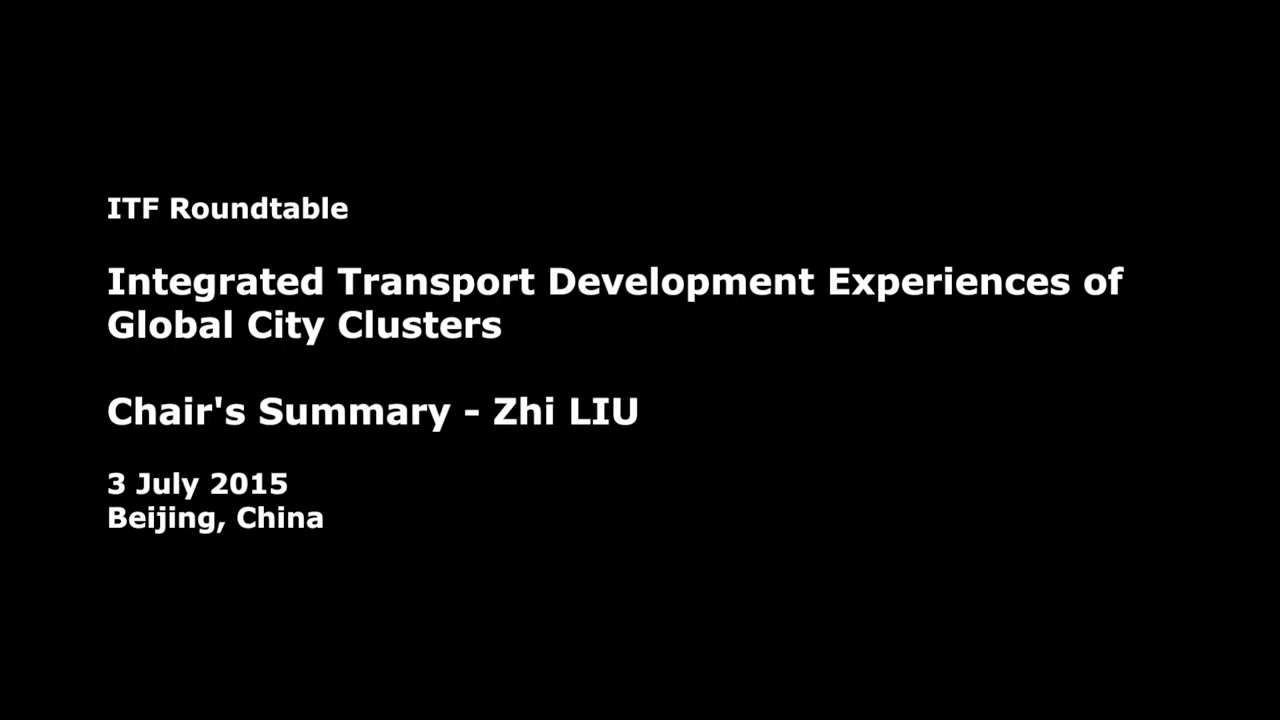 ITF Roundtable
Integrated Transport Development Experiences of
Global City Clusters
Chair's Summary - Zhi LIU
3 July 2015
Beijing, China